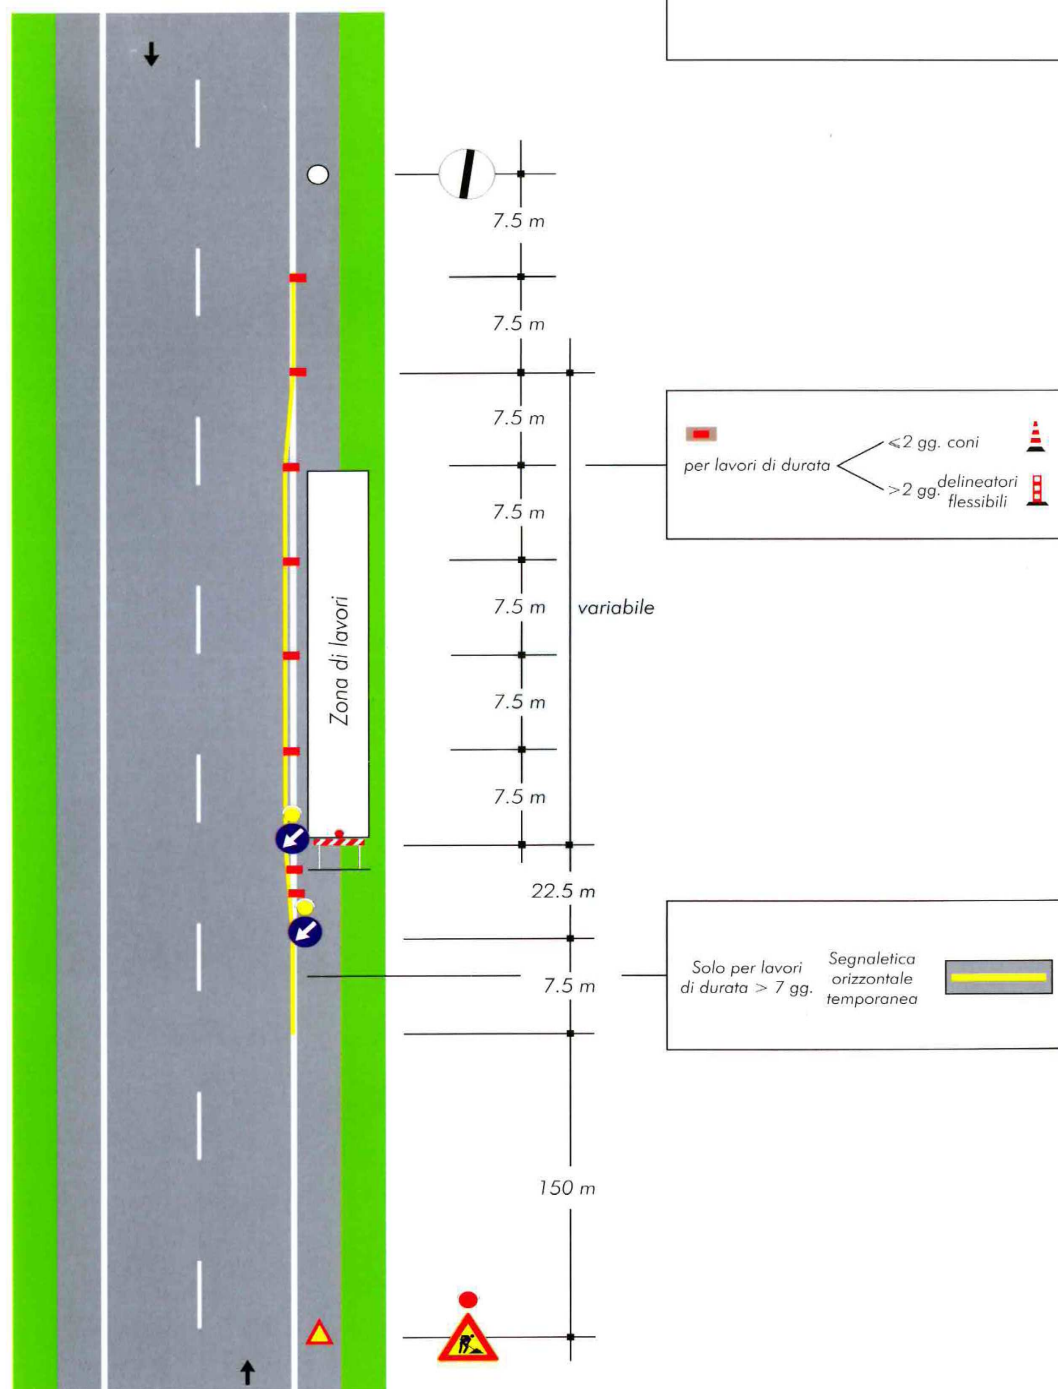 7.5 m
7.5 m
7.5 m
≤2 gg. coni
per lavori di durata
>2 gg. delineatori
flessibili
7.5 m
7.5 m
variabile
Zona di lavori
7.5 m
7.5 m
22.5 m
Solo per lavori
di durata > 7 gg.
Segnaletica
orizzontale
temporanea
7.5 m
150 m